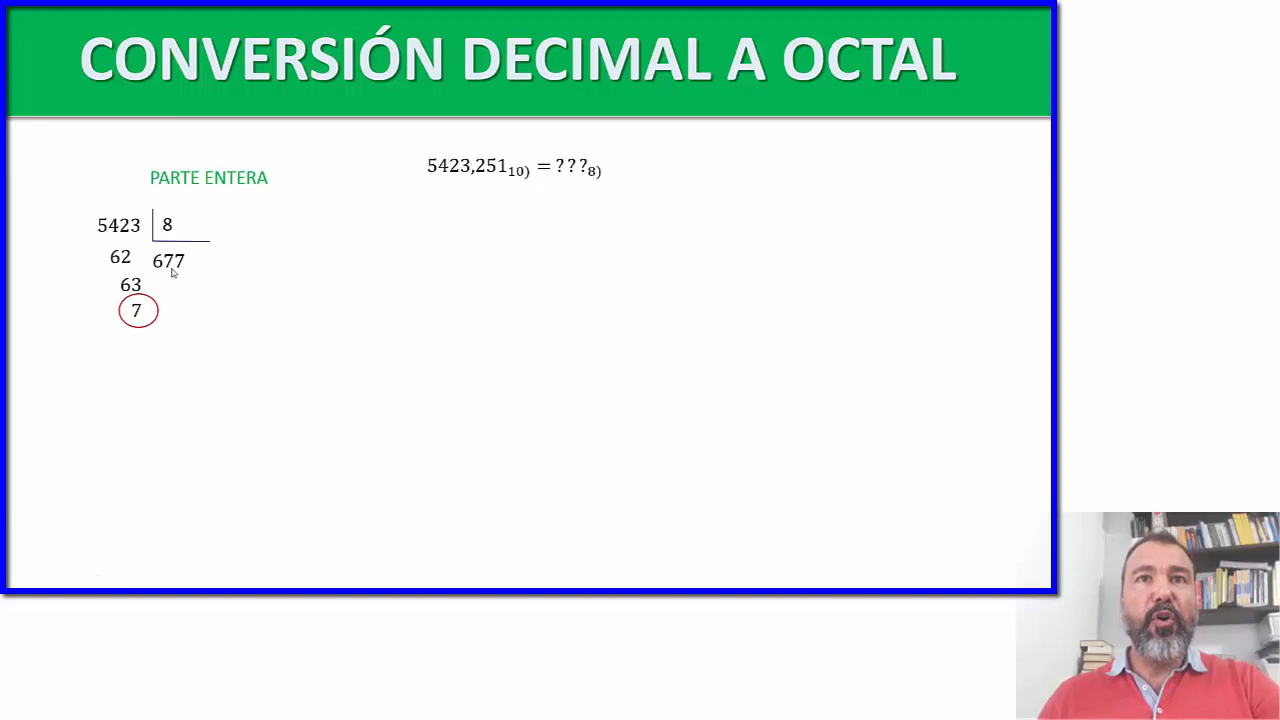 CONVERSIÓN DECIMAL A OCTAL
5423,251₁₀₎ = ???₈₎
PARTE ENTERA
5423 8
62 677
63
7